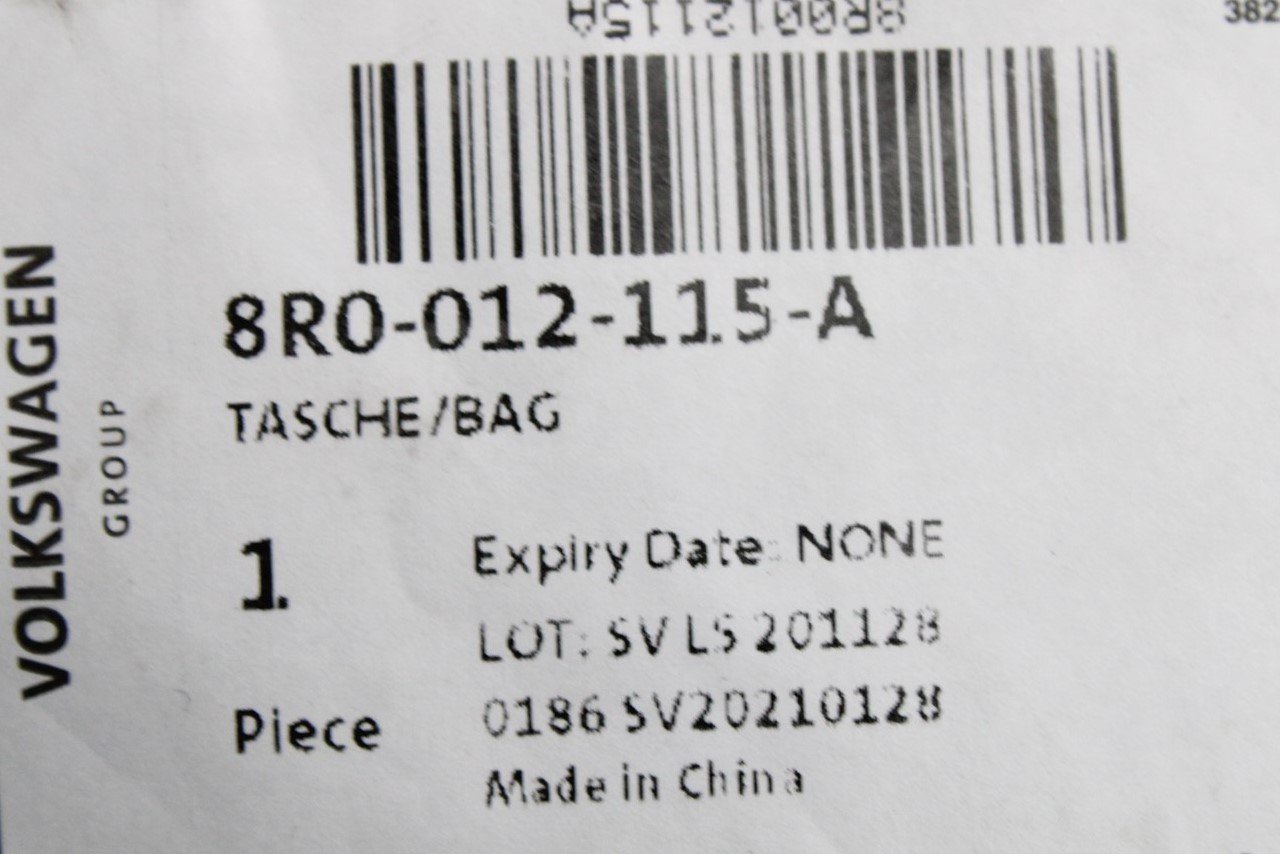 8R0012115A
382
8R0-012-115-A
TASCHE/BAG
VOLKSWAGEN
GROUP
1
Piece
Expiry Date: NONE
LOT: SV LS 201128
0186 SV20210128
Made in China